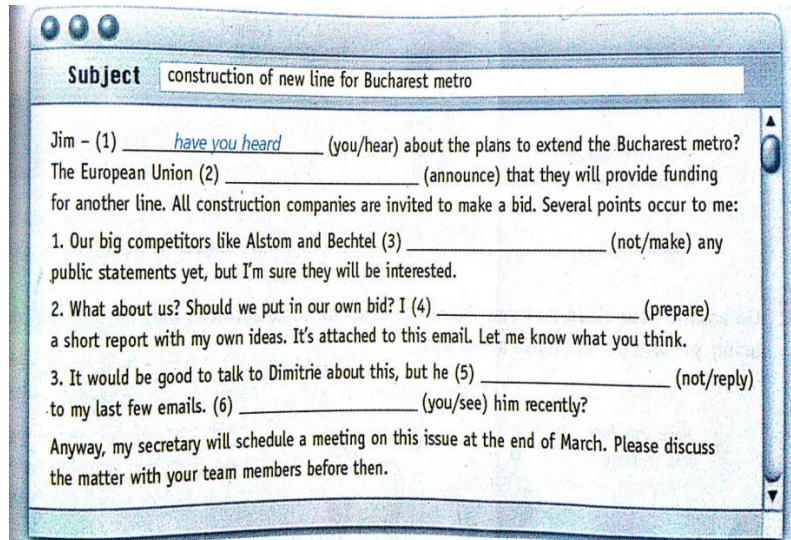 Subject construction of new line for Bucharest metro
Jim – (1) have you heard (you/hear) about the plans to extend the Bucharest metro?
The European Union (2) ____________________ (announce) that they will provide funding
for another line. All construction companies are invited to make a bid. Several points occur to me:
1. Our big competitors like Alstom and Bechtel (3) ____________________ (not/make) any
public statements yet, but I'm sure they will be interested.
2. What about us? Should we put in our own bid? I (4) ____________________ (prepare)
a short report with my own ideas. It's attached to this email. Let me know what you think.
3. It would be good to talk to Dimitrie about this, but he (5) ____________________ (not/reply)
to my last few emails. (6) ____________________ (you/see) him recently?
Anyway, my secretary will schedule a meeting on this issue at the end of March. Please discuss
the matter with your team members before then.